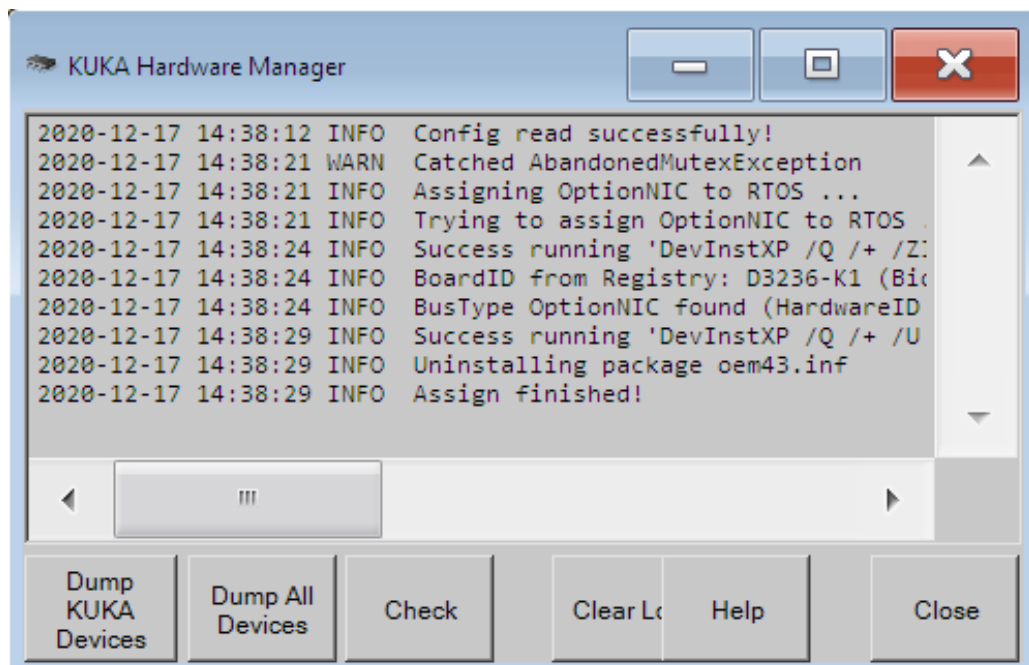 KUKA Hardware Manager
2020-12-17 14:38:12 INFO Config read successfully!
2020-12-17 14:38:21 WARN Catched AbandonedMutexException
2020-12-17 14:38:21 INFO Assigning OptionNIC to RTOS ...
2020-12-17 14:38:21 INFO Trying to assign OptionNIC to RTOS .
2020-12-17 14:38:24 INFO Success running 'DevInstXP /Q /+
2020-12-17 14:38:24 INFO BoardID from Registry: D3236-K1
2020-12-17 14:38:24 INFO BusType OptionNIC found (HardwareID
2020-12-17 14:38:29 INFO Success running 'DevInstXP /Q /+ /U
2020-12-17 14:38:29 INFO Uninstalling package oem43.inf
2020-12-17 14:38:29 INFO Assign finished!
Dump
KUKA
Devices
Dump All
Devices
Check
Clear
Help
Close